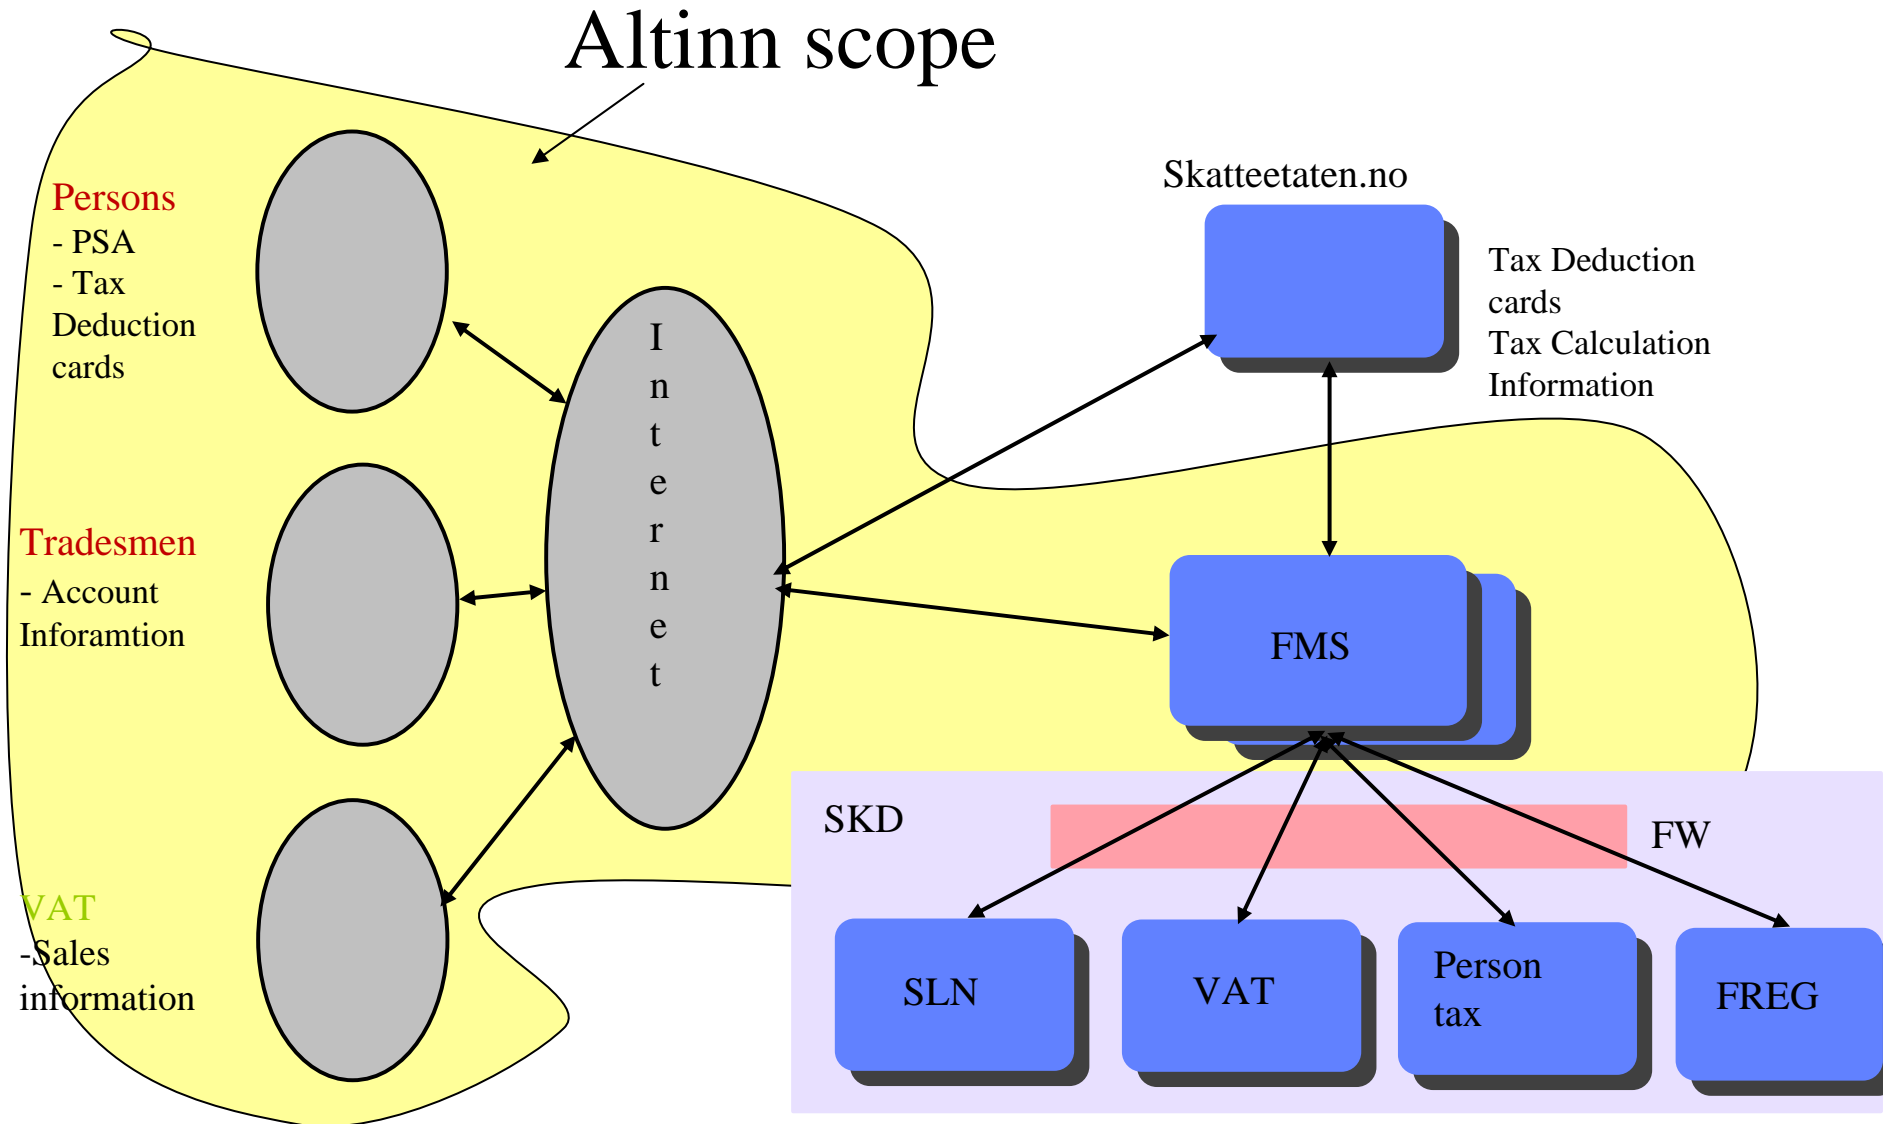 Altinn scope
Persons
- PSA
- Tax
Deduction
cards
Internet
Skatteetaten.no
Tax Deduction
cards
Tax Calculation
Information
Tradesmen
- Account
Inforamtion
FMS
VAT
-Sales
information
SKD
FW
SLN
VAT
Person
tax
FREG